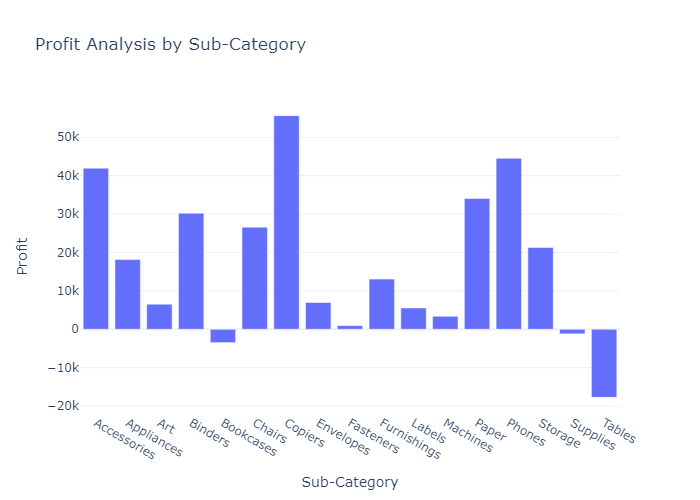 Profit Analysis by Sub-Category
50k
40k
30k
20k
10k
0
−10k
−20k
Profit
Accessories
Appliances
Art
Binders
Bookcases
Chairs
Copiers
Envelopes
Fasteners
Furnishings
Labels
Machines
Paper
Phones
Storage
Supplies
Tables
Sub-Category